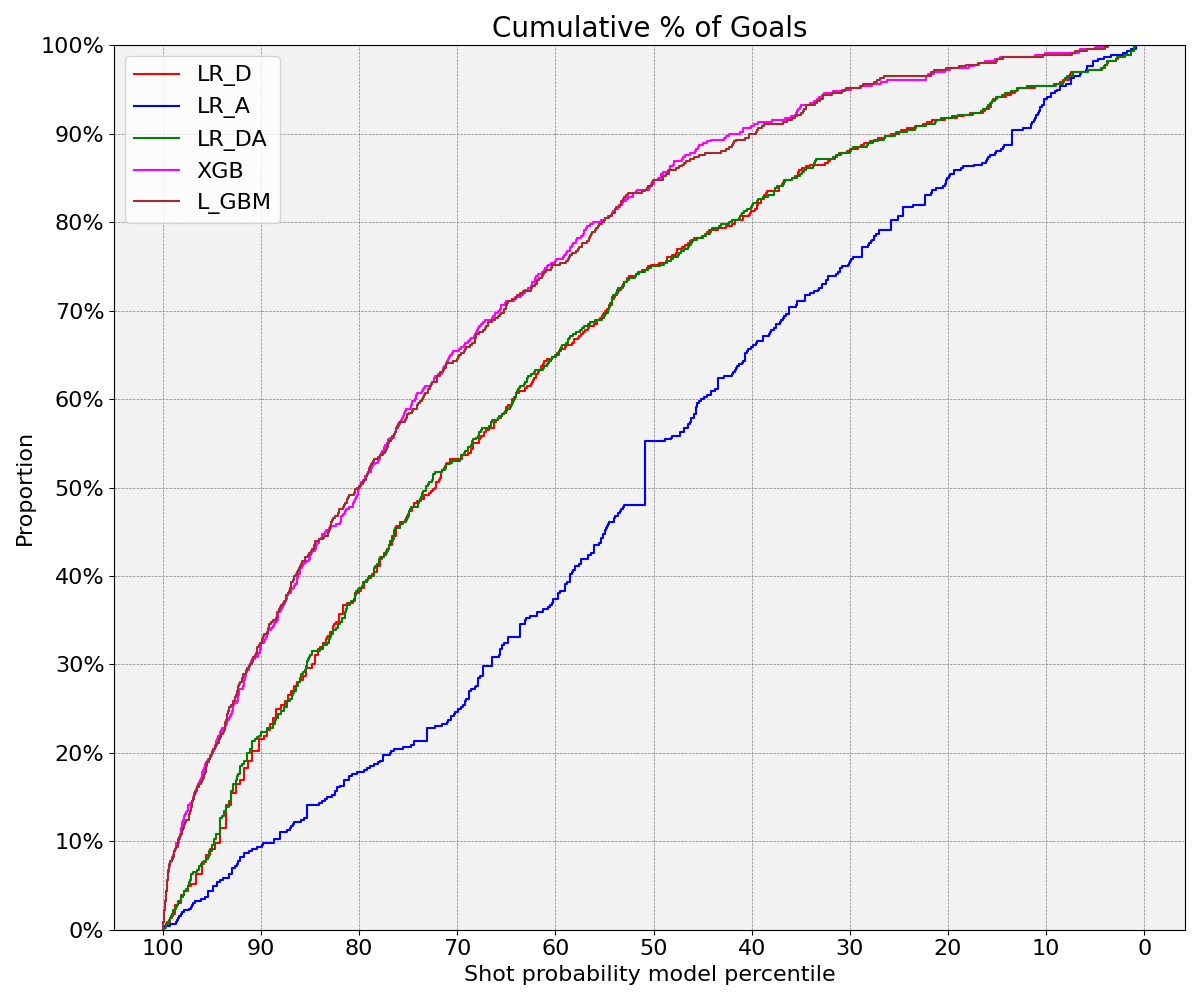 Cumulative % of Goals
100%
90%
80%
70%
60%
50%
40%
30%
20%
10%
0%
Proportion
LR_D
LR_A
LR_DA
XGB
L_GBM
100 90 80 70 60 50 40 30 20 10 0
Shot probability model percentile